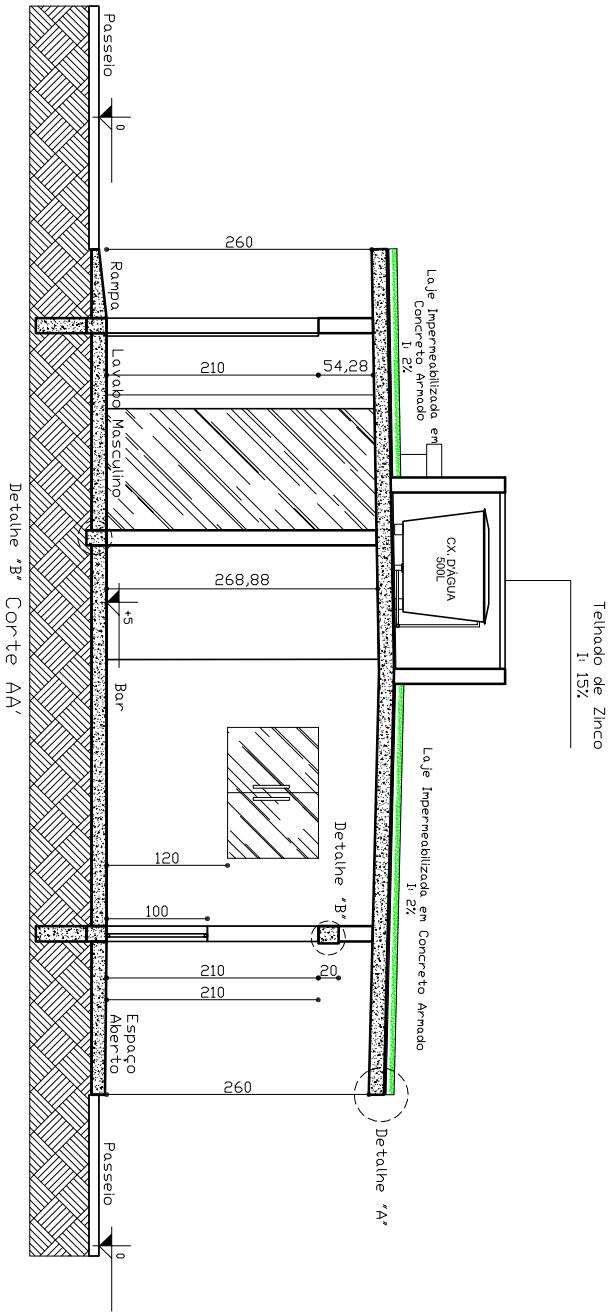 Telhado de Zinco
I: 15%
Laje Impermeabilizada em
Concreto Armado
I: 2%
CX. D'ÁGUA
500L
Laje Impermeabilizada em Concreto Armado
I: 2%
Detalhe "A"
Detalhe "B"
260
54,28
210
268,88
120
100
20
210
210
260
Passeio
0
Rampa
Lavabo Masculino
+5
Bar
Espaço
Aberto
Passeio
0
Detalhe "B"
Corte AA'